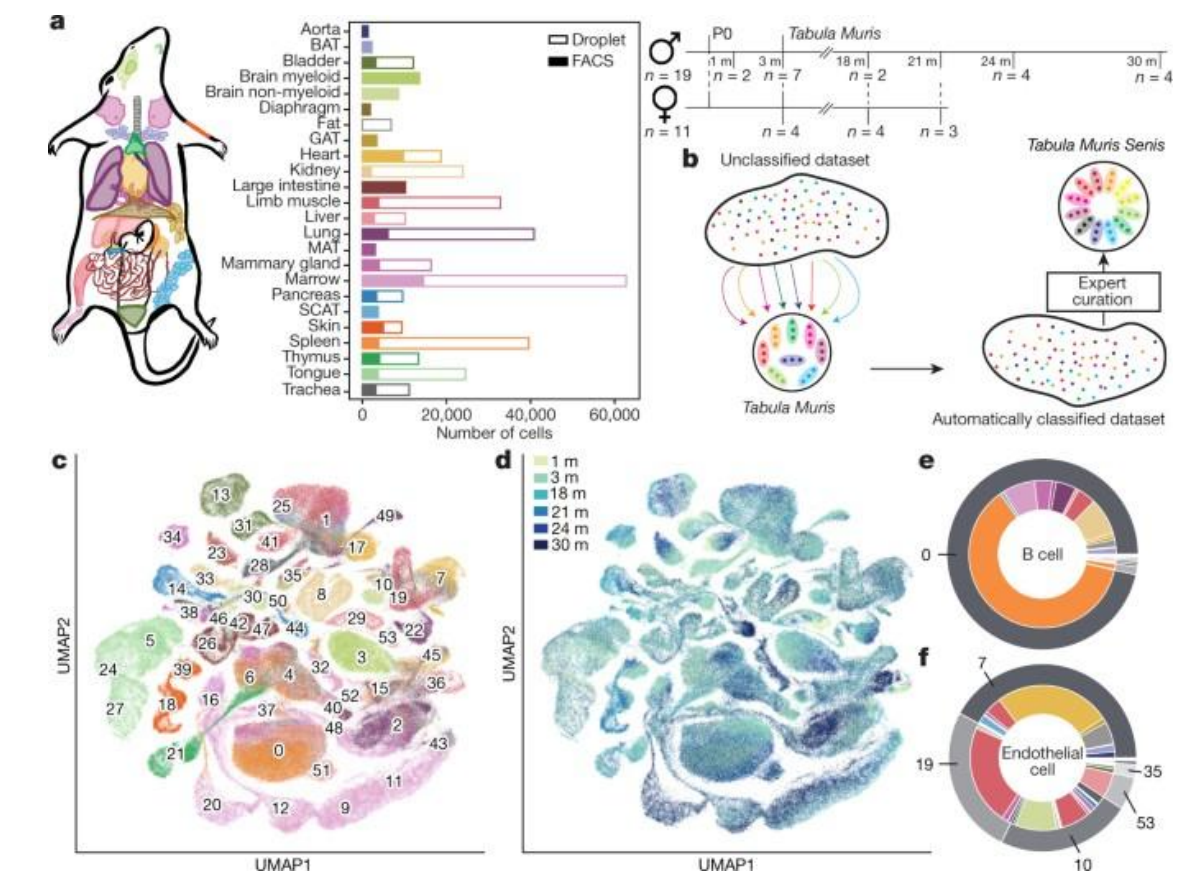 a
Aorta
BAT
Bladder
Brain myeloid
Brain non-myeloid
Diaphragm
Fat
GAT
Heart
Kidney
Large intestine
Limb muscle
Liver
Lung
MAT
Mammary gland
Marrow
Pancreas
SCAT
Skin
Spleen
Thymus
Tongue
Trachea
Droplet
FACS
0 20,000 40,000 60,000
Number of cells
P0 Tabula Muris
♂ 1 m 3 m 18 m 21 m 24 m 30 m
n = 19 n = 2 n = 7 n = 2 n = 4 n = 4
♀
n = 11 n = 4 n = 4 n = 3
b
Unclassified dataset
Tabula Muris
Tabula Muris Senis
Expert
curation
Automatically classified dataset
c
13
25
1
49
31
34
41
17
23
28
35
33
14
10
7
8
19
30
50
38
46
42
47
44
29
53
22
5
26
3
45
24
39
6
4
32
15
36
52
18
16
27
37
40
2
48
43
21
0
51
11
20
12
9
UMAP2
UMAP1
d
1 m
3 m
18 m
21 m
24 m
30 m
UMAP2
UMAP1
e
0
B cell
f
7
19
Endothelial
cell
35
53
10